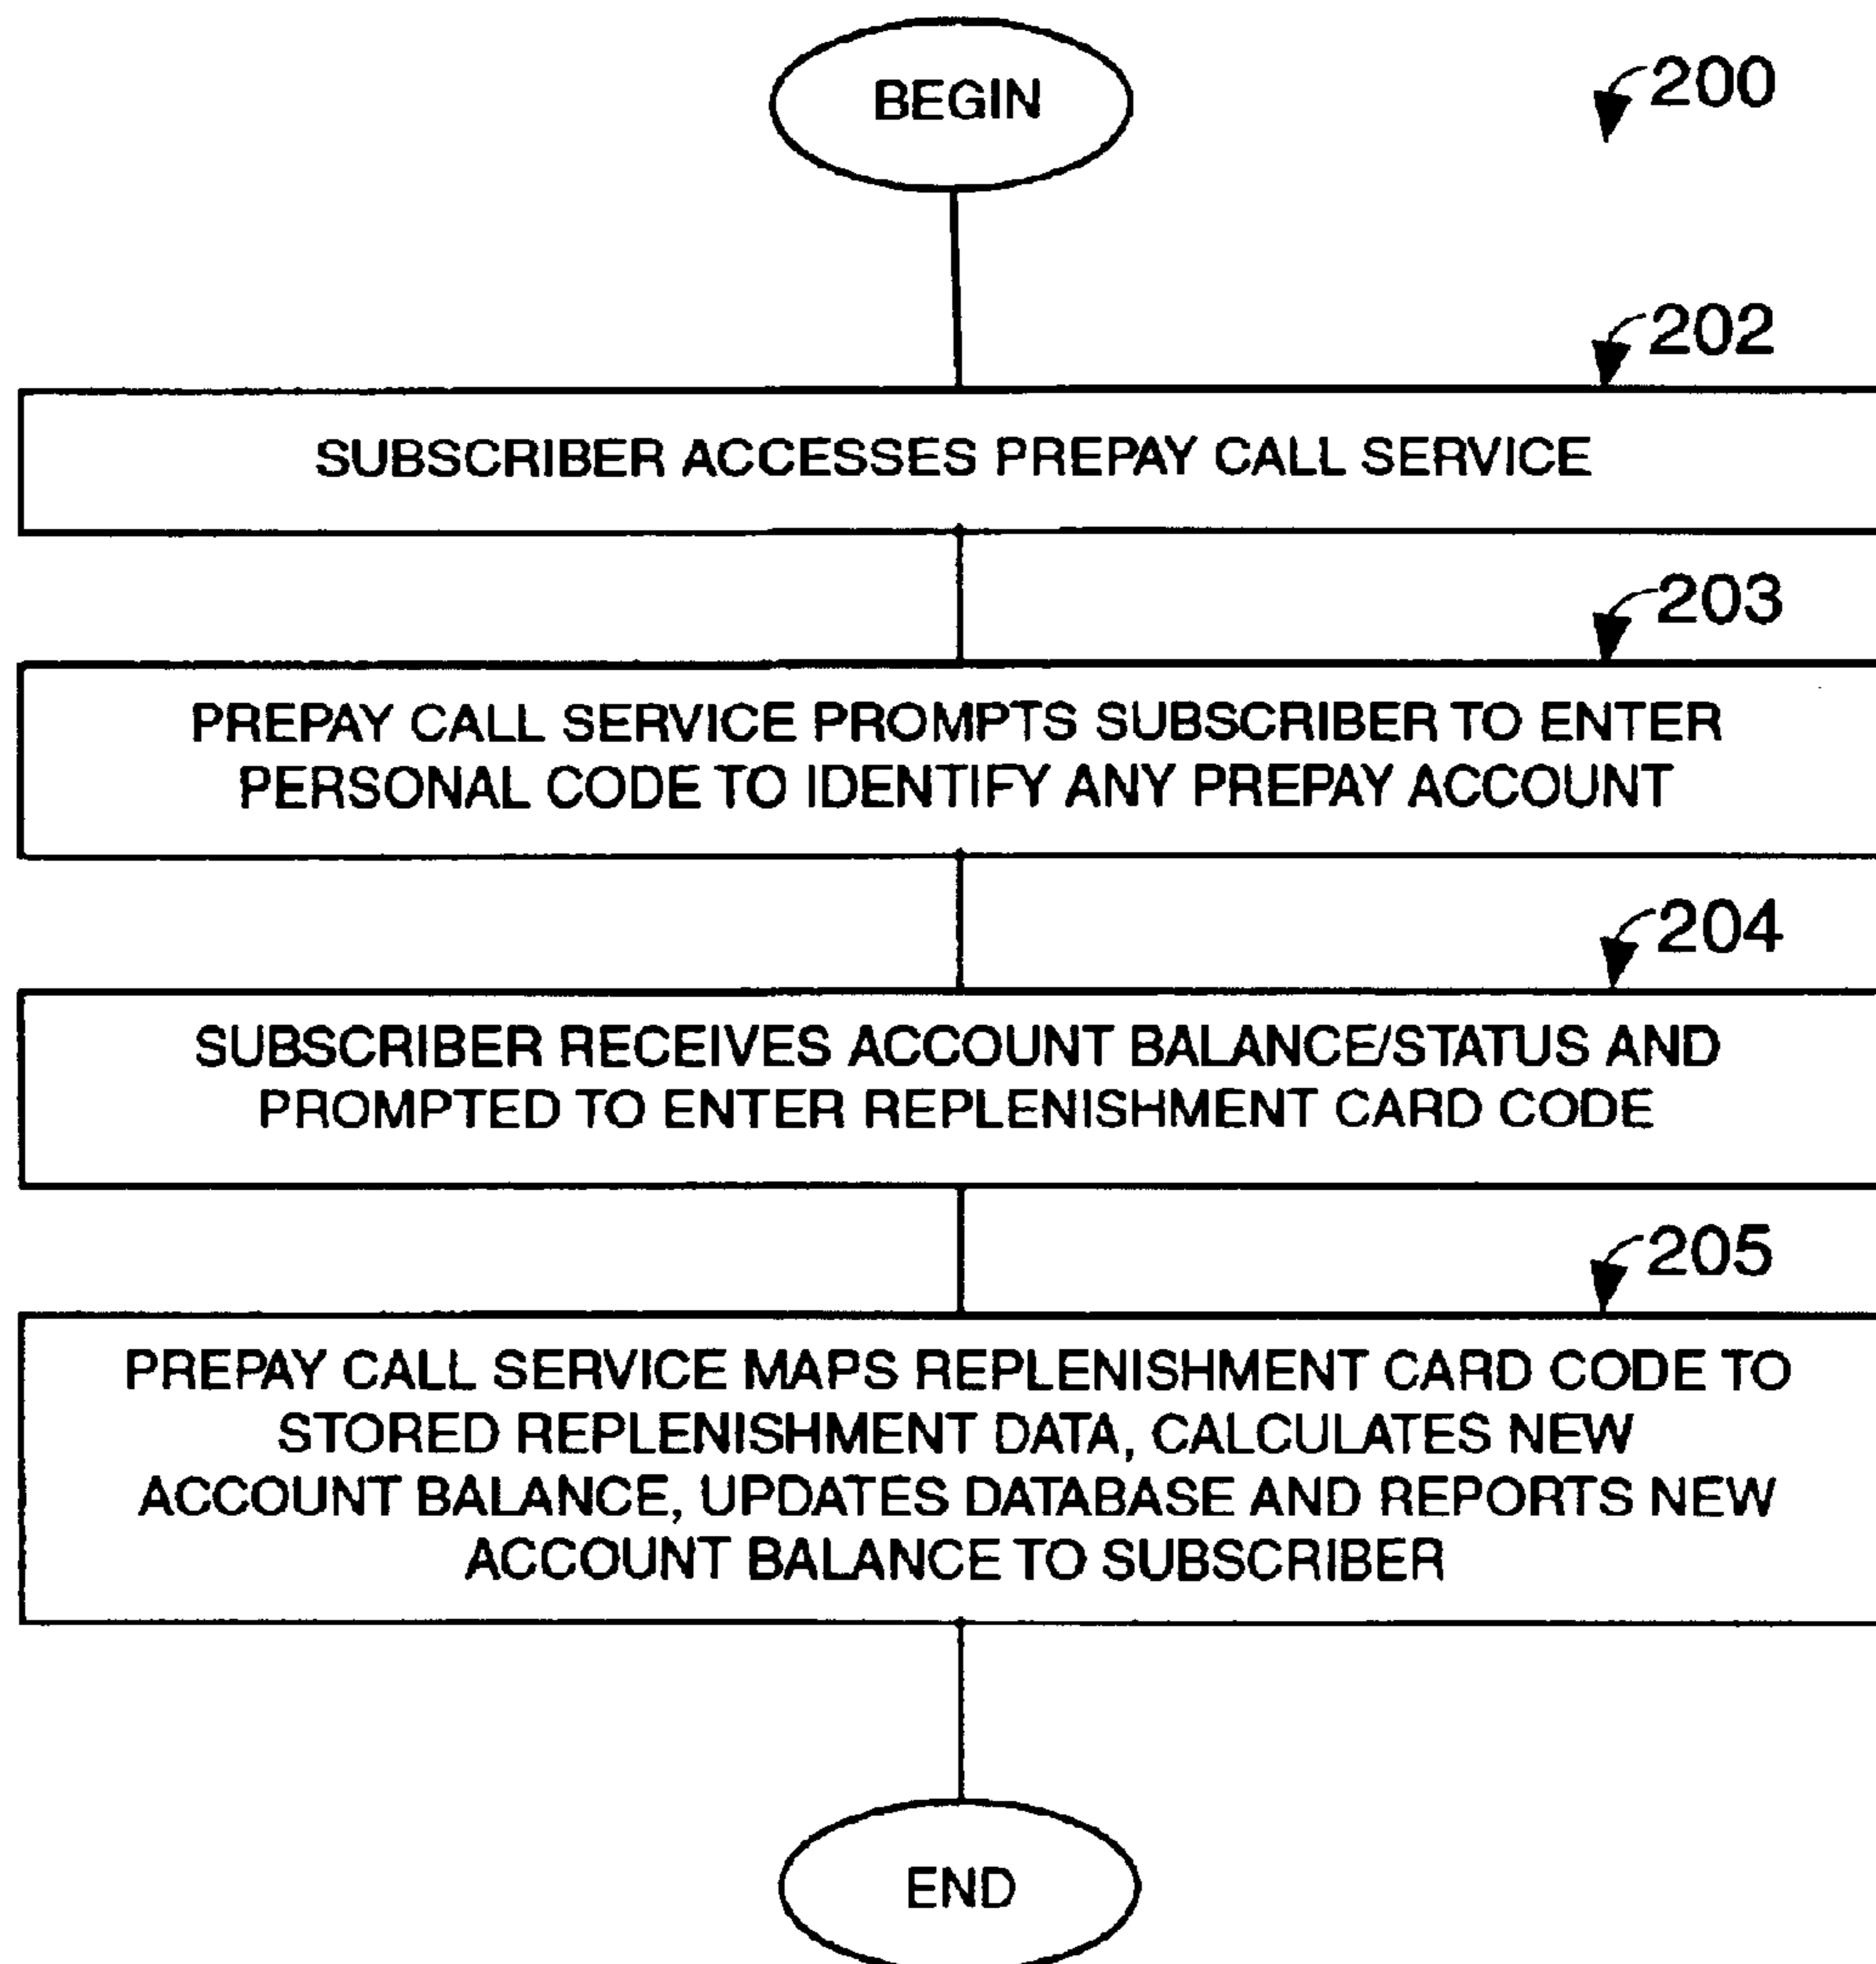 BEGIN
200
202
SUBSCRIBER ACCESSES PREPAY CALL SERVICE
203
PREPAY CALL SERVICE PROMPTS SUBSCRIBER TO ENTER
PERSONAL CODE TO IDENTIFY ANY PREPAY ACCOUNT
204
SUBSCRIBER RECEIVES ACCOUNT BALANCE/STATUS AND
PROMPTED TO ENTER REPLENISHMENT CARD CODE
205
PREPAY CALL SERVICE MAPS REPLENISHMENT CARD CODE TO
STORED REPLENISHMENT DATA, CALCULATES NEW
ACCOUNT BALANCE, UPDATES DATABASE AND REPORTS NEW
ACCOUNT BALANCE TO SUBSCRIBER
END